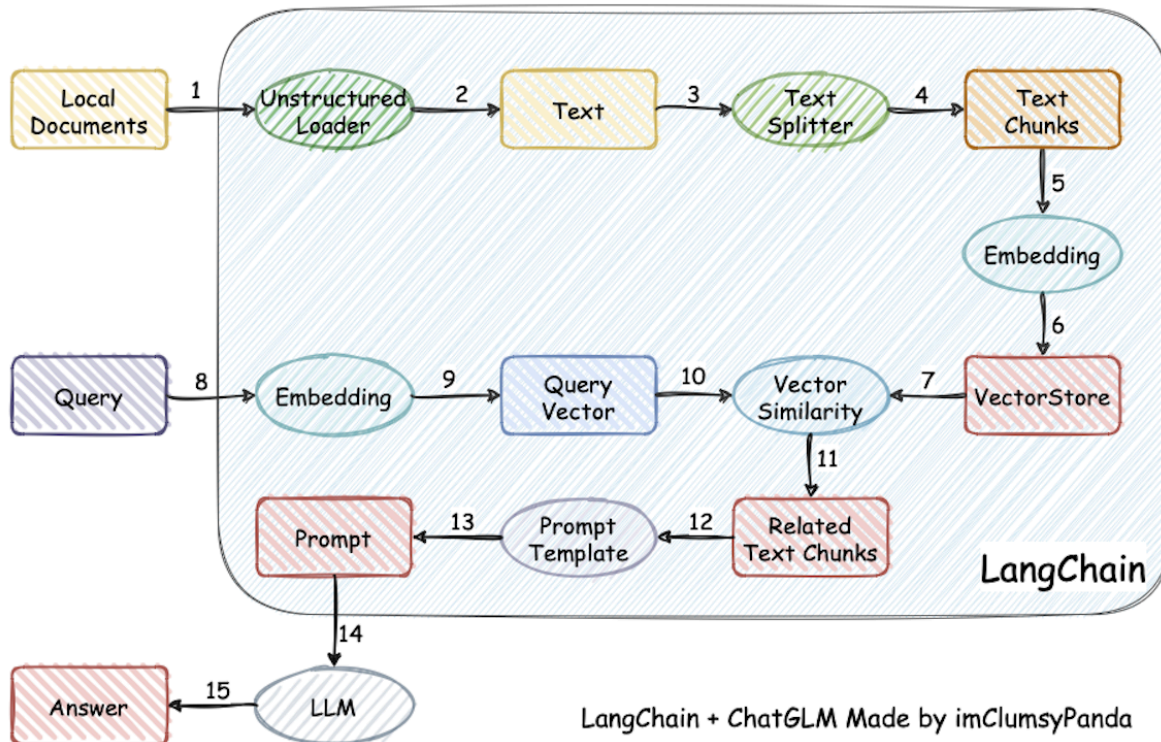 Local
Documents
1
Unstructured
Loader
2
Text
3
Text
Splitter
4
Text
Chunks
5
Embedding
6
Query
8
Embedding
9
Query
Vector
10
Vector
Similarity
7
VectorStore
11
Prompt
13
Prompt
Template
12
Related
Text Chunks
LangChain
14
Answer
15
LLM
LangChain + ChatGLM Made by imClumsyPanda